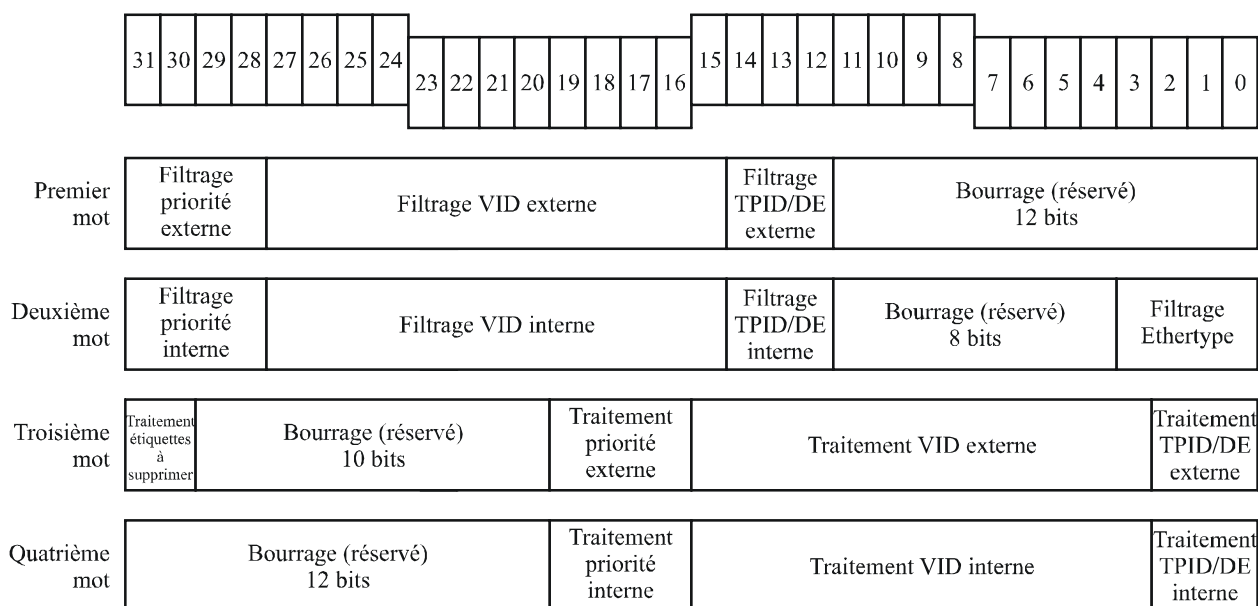 31 30 29 28 27 26 25 24 23 22 21 20 19 18 17 16 15 14 13 12 11 10 9 8 7 6 5 4 3 2 1 0
Premier
mot
Filtrage
priorité
externe
Filtrage VID externe
Filtrage
TPID/DE
externe
Bourrage (réservé)
12 bits
Deuxième
mot
Filtrage
priorité
interne
Filtrage VID interne
Filtrage
TPID/DE
interne
Bourrage (réservé)
8 bits
Filtrage
Ethertype
Troisième
mot
Traitement
étiquettes
à
supprimer
Bourrage (réservé)
10 bits
Traitement
priorité
externe
Traitement VID externe
Traitement
TPID/DE
externe
Quatrième
mot
Bourrage (réservé)
12 bits
Traitement
priorité
interne
Traitement VID interne
Traitement
TPID/DE
interne